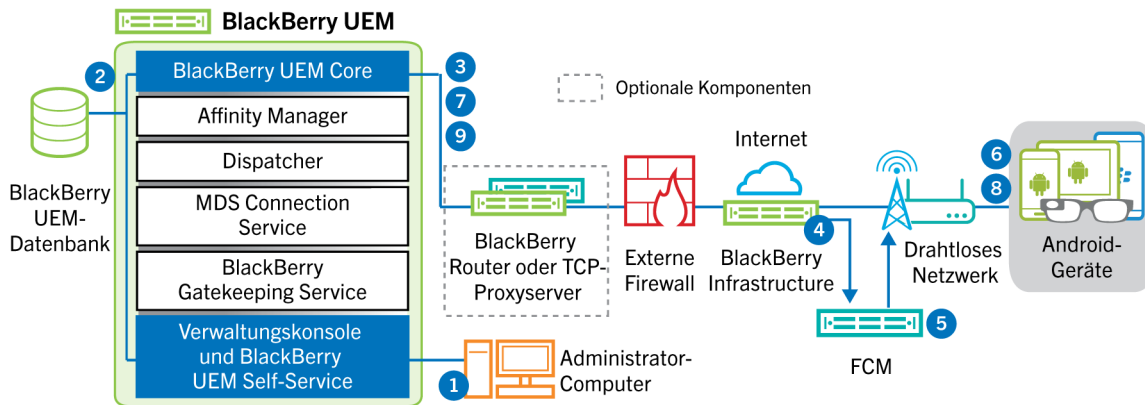 BlackBerry UEM
2
BlackBerry UEM Core
3
Affinity Manager
7
9
Dispatcher
MDS Connection
Service
BlackBerry
Gatekeeping Service
Verwaltungskonsole
und BlackBerry
UEM Self-Service
BlackBerry
UEM-
Datenbank
1
Administrator-
Computer
Optionale Komponenten
BlackBerry
Router oder TCP-
Proxyserver
Externe
Firewall
Internet
4
BlackBerry
Infrastructure
5
FCM
Drahtloses
Netzwerk
6
8
Android-
Geräte